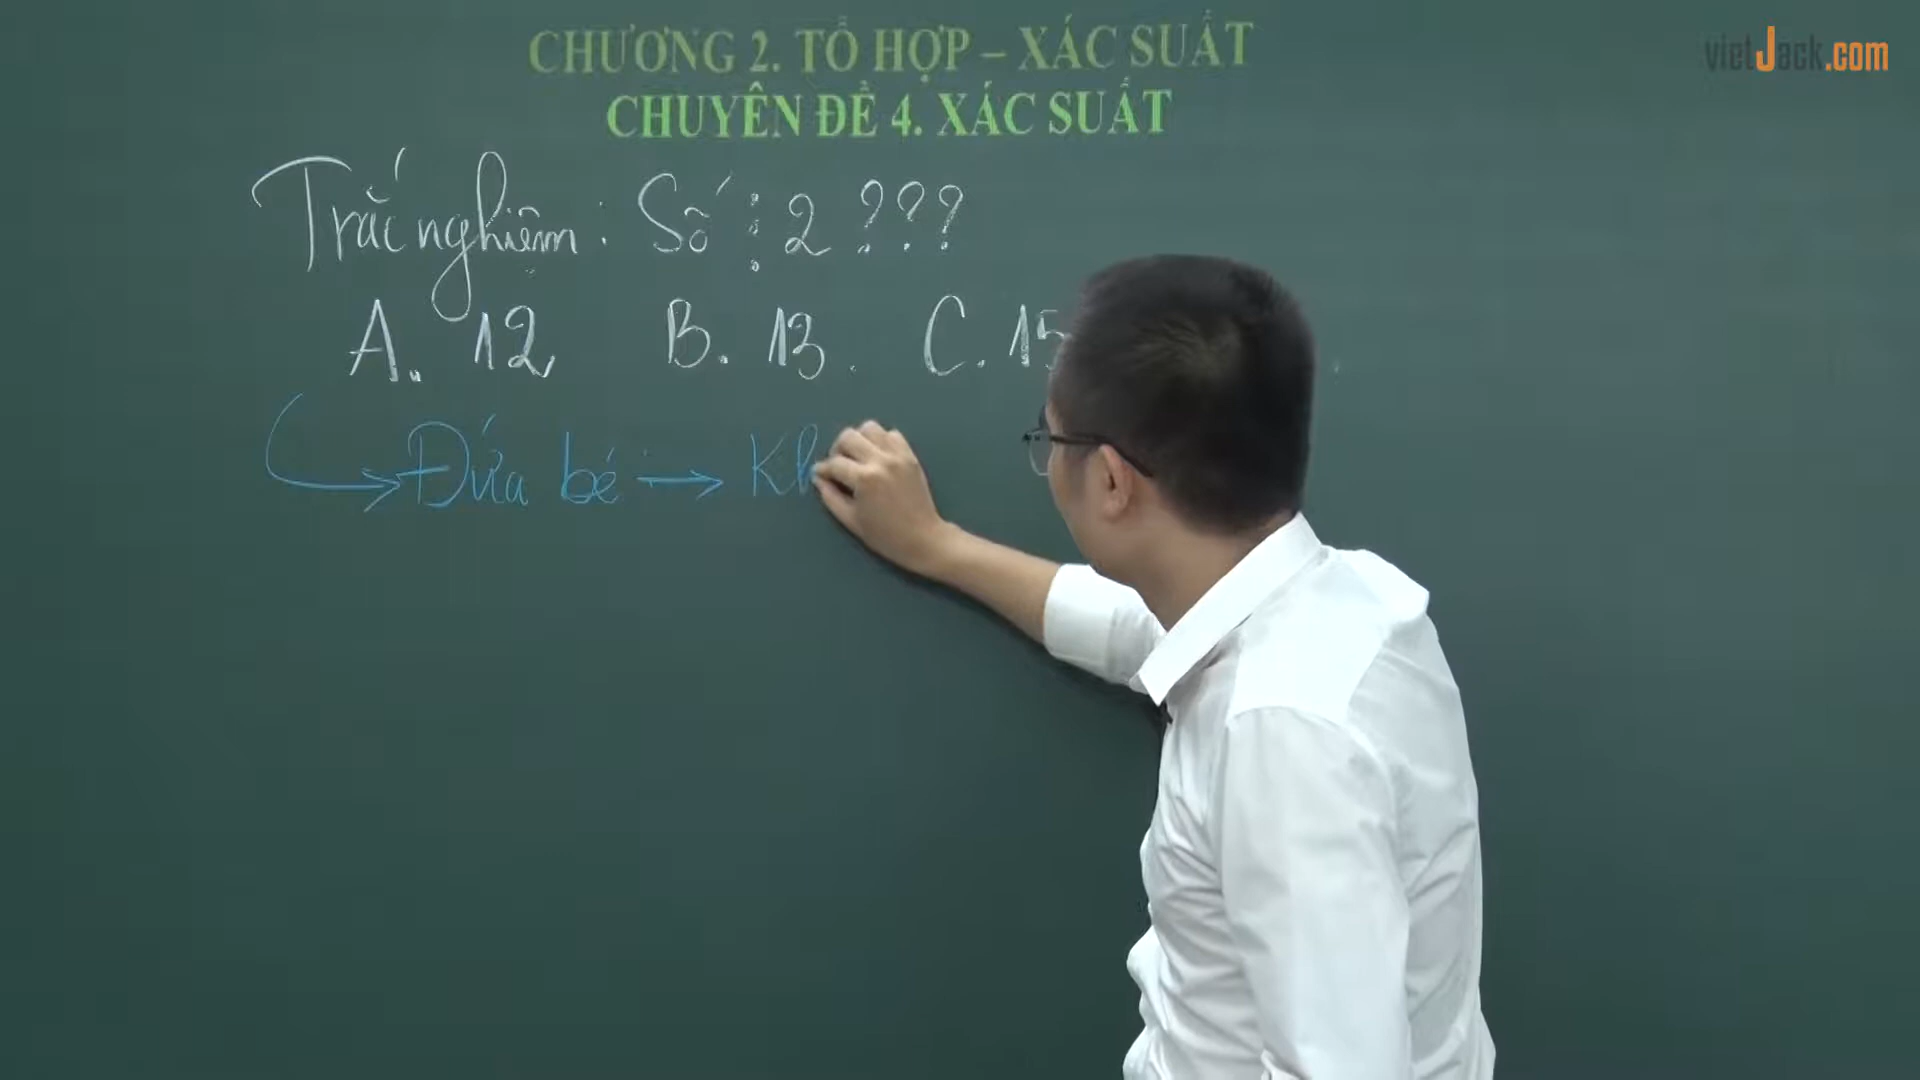 vietJack.com
CHƯƠNG 2. TỔ HỢP – XÁC SUẤT
CHUYÊN ĐỀ 4. XÁC SUẤT
Trắc nghiệm : Số ⋮ 2 ???
A. 12 B. 13. C. 15
Đứa bé → Kh